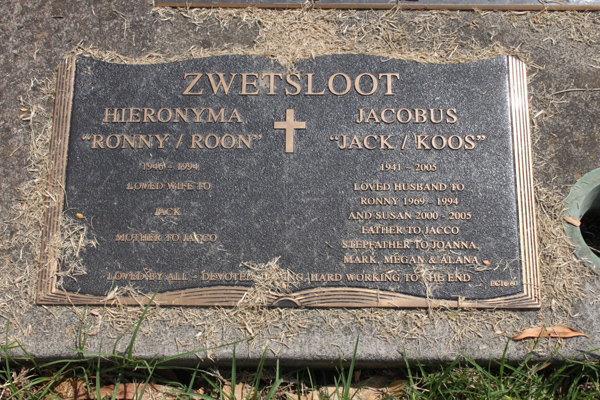 ZWETSLOOT
HIERONYMA
"RONNY / ROON"
1946 - 1994
LOVED WIFE TO
JACK
MOTHER TO JACCO
JACOBUS
"JACK / KOOS"
1941 - 2005
LOVED HUSBAND TO
RONNY 1969 - 1994
AND SUSAN 2000 - 2005
FATHER TO JACCO
STEPFATHER TO JOANNA,
MARK, MEGAN & ALANA
LOVED BY ALL - DEVOTED, HARD WORKING TO THE END